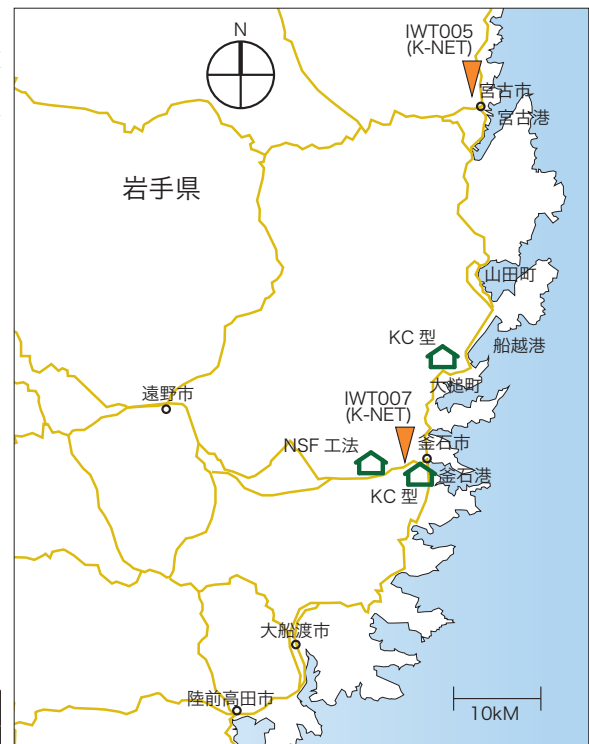 N
IWT005
(K-NET)
宮古市
宮古港
岩手県
山田町
船越港
KC 型
大槌町
遠野市
IWT007
(K-NET)
NSF 工法
釜石市
釜石港
KC 型
大船渡市
陸前高田市
10kM